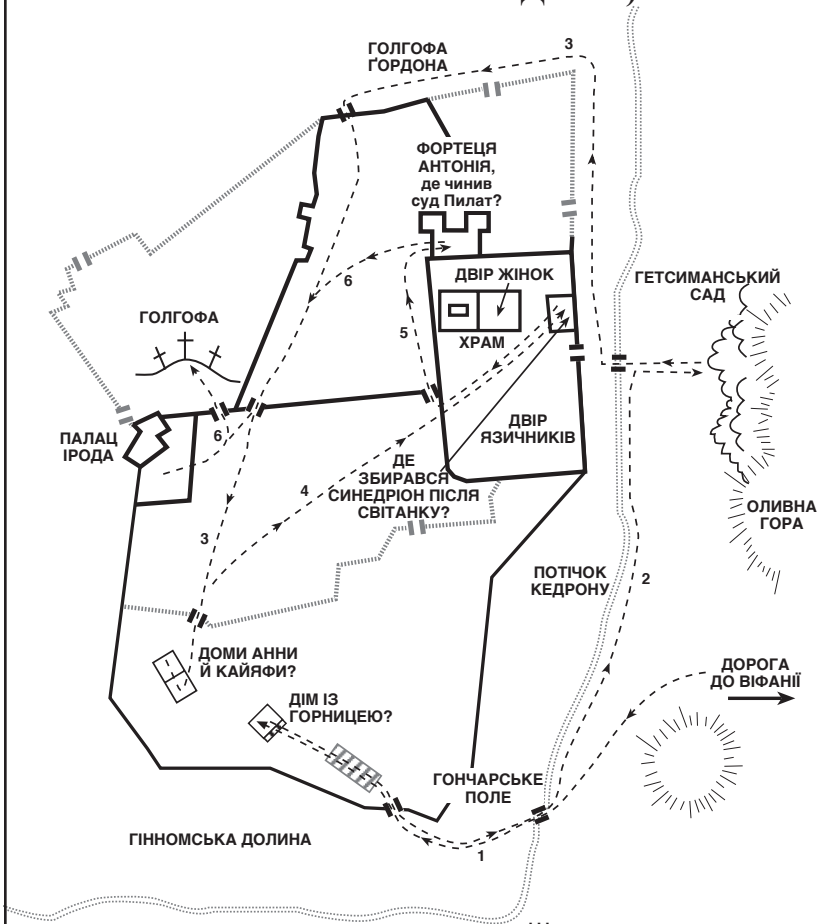 ГОЛГОФА
ҐОРДОНА
3
ФОРТЕЦЯ
АНТОНІЯ,
де чинив
суд Пилат?
6
ДВІР ЖІНОК
ГЕТСИМАНСЬКИЙ
САД
ГОЛГОФА
5
ХРАМ
ПАЛАЦ
ІРОДА
6
ДВІР
ЯЗИЧНИКІВ
ДЕ
ЗБИРАВСЯ
СИНЕДРІОН ПІСЛЯ
СВІТАНКУ?
4
ОЛИВНА
ГОРА
3
ПОТІЧОК
КЕДРОНУ
2
ДОМИ АННИ
Й КАЙЯФИ?
ДОРОГА
ДО ВІФАНІЇ
ДІМ ІЗ
ГОРНИЦЕЮ?
ГОНЧАРСЬКЕ
ПОЛЕ
ГІННОМСЬКА ДОЛИНА
1